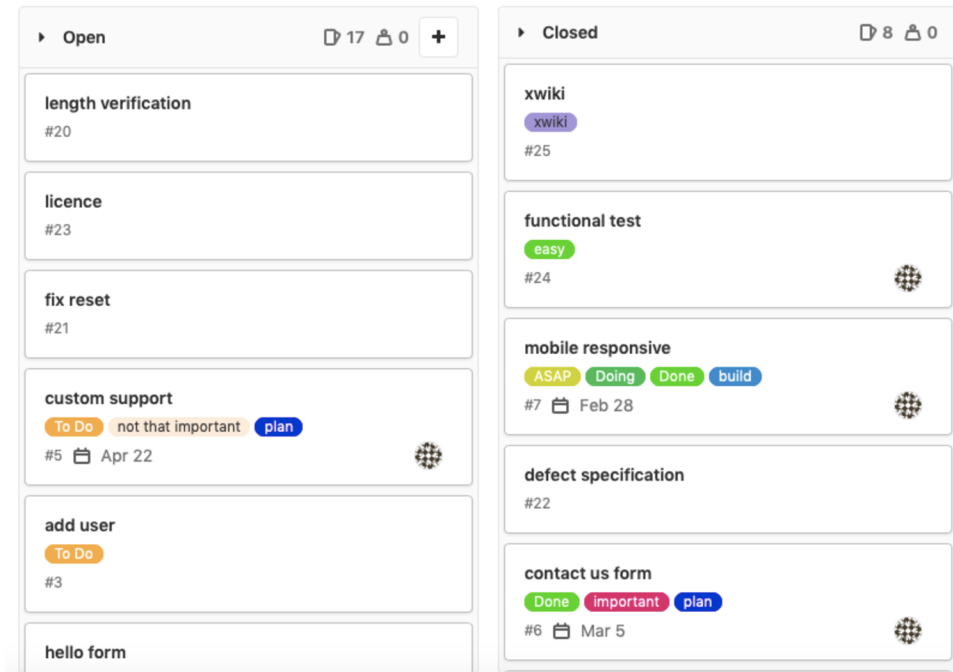 Open 17 0 +
length verification
#20
licence
#23
fix reset
#21
custom support
To Do not that important plan
#5 Apr 22
add user
To Do
#3
hello form
Closed 8 0
xwiki
xwiki
#25
functional test
easy
#24
mobile responsive
ASAP Doing Done build
#7 Feb 28
defect specification
#22
contact us form
Done important plan
#6 Mar 5